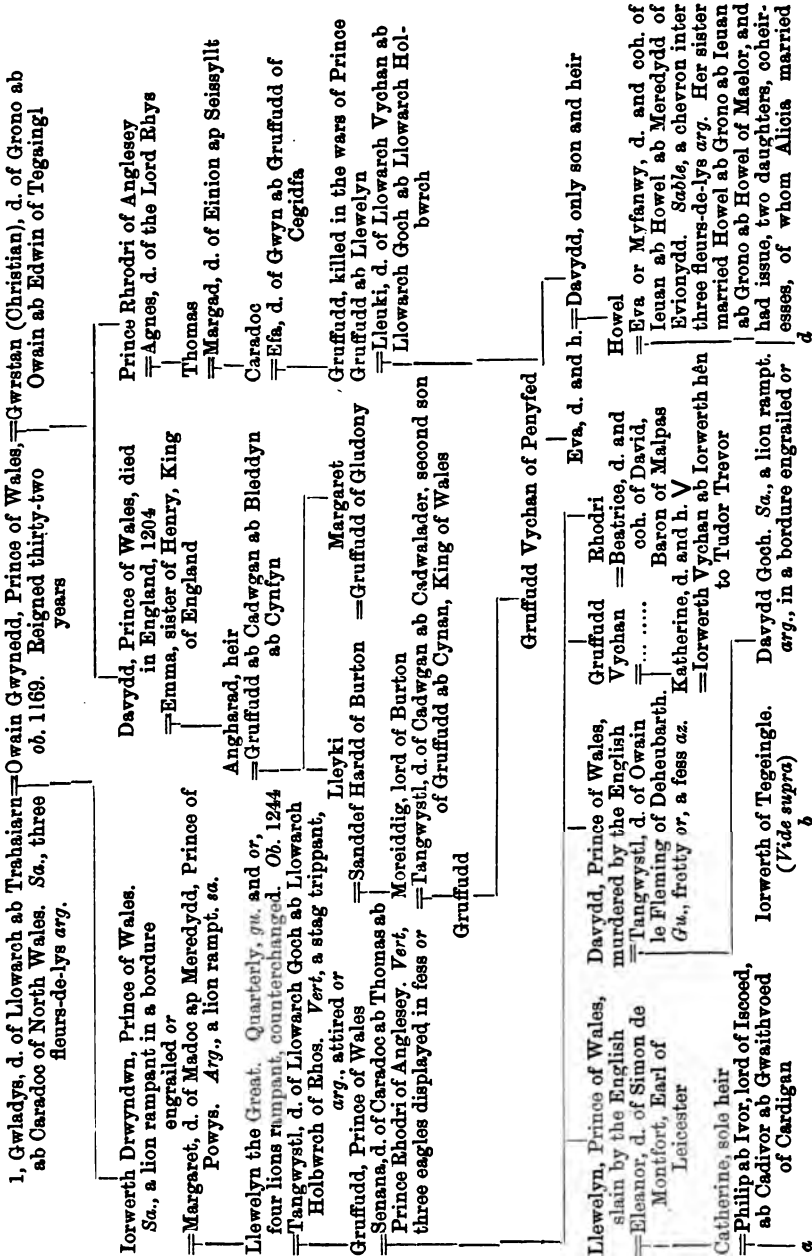 1, Gwladys, d. of Llowarch ab Trahaiarn=Owain Gwynedd, Prince of Wales,=Gwrstan (Christian), d. of Grono ab
ab Caradoc of North Wales. Sa., three
fleurs-de-lys arg.
ob. 1169. Reigned thirty-two
years
Owain ab Edwin of Tegaingl
Iorwerth Drwyndwn, Prince of Wales.
Sa., a lion rampant in a bordure
engrailed or
=Margaret, d. of Madoc ap Meredydd, Prince of
Powys. Arg., a lion rampt. sa.
Davydd, Prince of Wales, died
in England, 1204
=Emma, sister of Henry, King
of England
Prince Rhrodri of Anglesey
=Agnes, d. of the Lord Rhys
Thomas
=Margad, d. of Einion ap Seissyllt
Angharad, heir
=Gruffudd ab Cadwgan ab Bleddyn
ab Cynfyn
Caradoc
=Efa, d. of Gwyn ab Gruffudd of
Cegidfa
Llewelyn the Great. Quarterly, gu. and or,
four lions rampant, counterchanged. Ob. 1244
=Tangwystl, d. of Llowarch Goch ab Llowarch
Holbwrch of Rhos. Vert, a stag trippant,
arg., attired or
Lleyki
=Sanddef Hardd of Burton
Margaret
=Gruffudd of Gludony
Gruffudd, killed in the wars of Prince
Gruffudd ab Llewelyn
=Lleuki, d. of Llowarch Vychan ab
Llowarch Goch ab Llowarch Hol-
bwrch
Gruffudd, Prince of Wales
=Senana, d. of Caradoc ab Thomas ab
Prince Rhodri of Anglesey. Vert,
three eagles displayed in fess or
Moreiddig, lord of Burton
=Tangwystl, d. of Cadwgan ab Cadwalader, second son
of Gruffudd ab Cynan, King of Wales
Gruffudd
Gruffudd Vychan of Penyfed
Eva, d. and h.=Davydd, only son and heir
Llewelyn, Prince of Wales,
slain by the English
=Eleanor, d. of Simon de
Montfort, Earl of
Leicester
Davydd, Prince of Wales,
murdered by the English
=Tangwystl, d. of Owain
le Fleming of Deheubarth.
Gu., fretty or, a fess az.
Gruffudd
Vychan
=... .....
Rhodri
=Beatrice, d. and
coh. of David,
Baron of Malpas
Katherine, d. and h. V
=Iorwerth Vychan ab Iorwerth hên
to Tudor Trevor
Howel
=Eva or Myfanwy, d. and coh. of
Ieuan ab Howel ab Meredydd of
Evionydd. Sable, a chevron inter
three fleurs-de-lys arg. Her sister
married Howel ab Grono ab Ieuan
ab Grono ab Howel of Maelor, and
had issue, two daughters, coheir-
esses, of whom Alicia married
Catherine, sole heir
=Philip ab Ivor, lord of Iscoed,
ab Cadivor ab Gwaithvoed
of Cardigan
Iorwerth of Tegeingle.
(Vide supra)
Davydd Goch. Sa., a lion rampt.
arg., in a bordure engrailed or
a b d